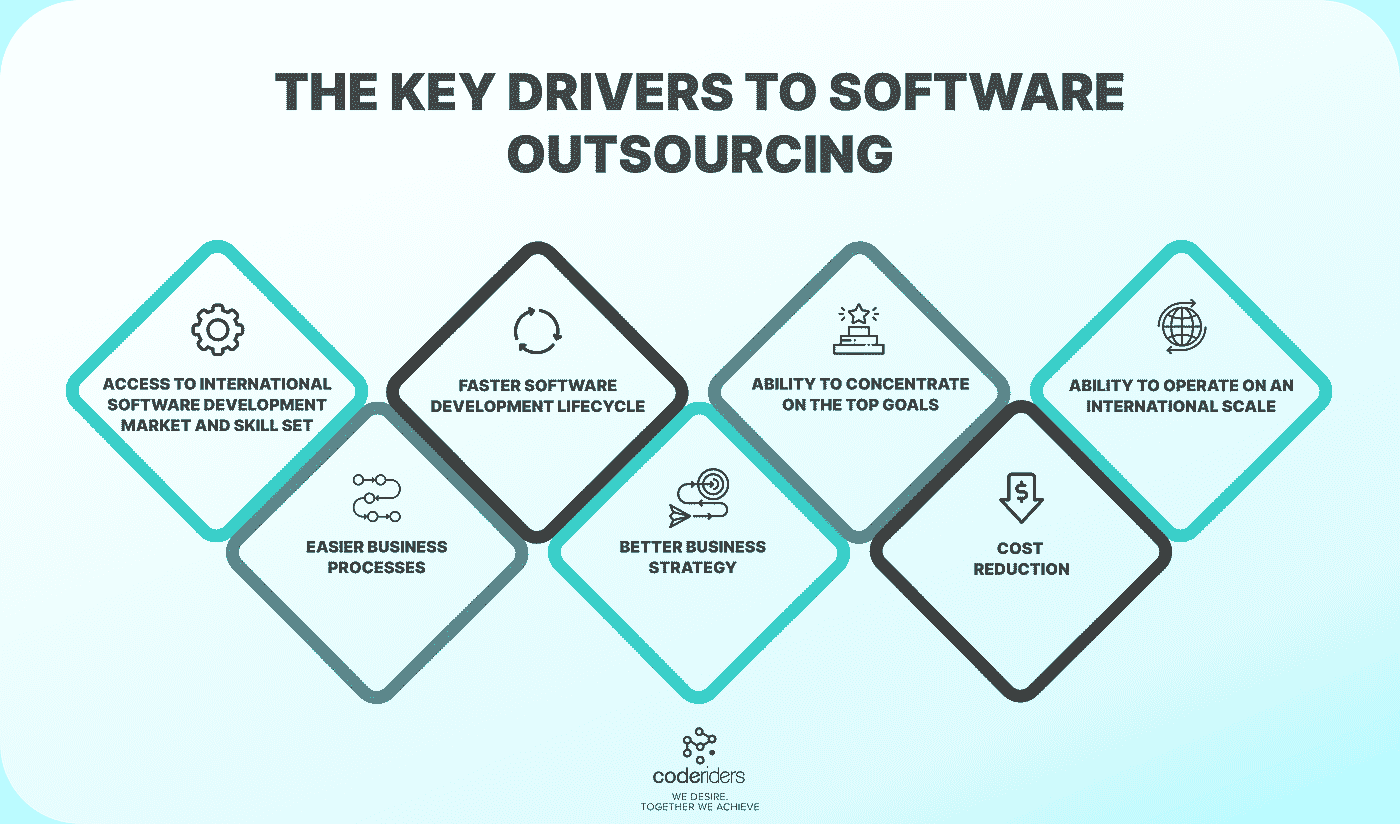 THE KEY DRIVERS TO SOFTWARE
OUTSOURCING
ACCESS TO INTERNATIONAL
SOFTWARE DEVELOPMENT
MARKET AND SKILL SET
EASIER BUSINESS
PROCESSES
FASTER SOFTWARE
DEVELOPMENT LIFECYCLE
BETTER BUSINESS
STRATEGY
ABILITY TO CONCENTRATE
ON THE TOP GOALS
$
COST
REDUCTION
ABILITY TO OPERATE ON AN
INTERNATIONAL SCALE
coderiders
WE DESIRE.
TOGETHER WE ACHIEVE